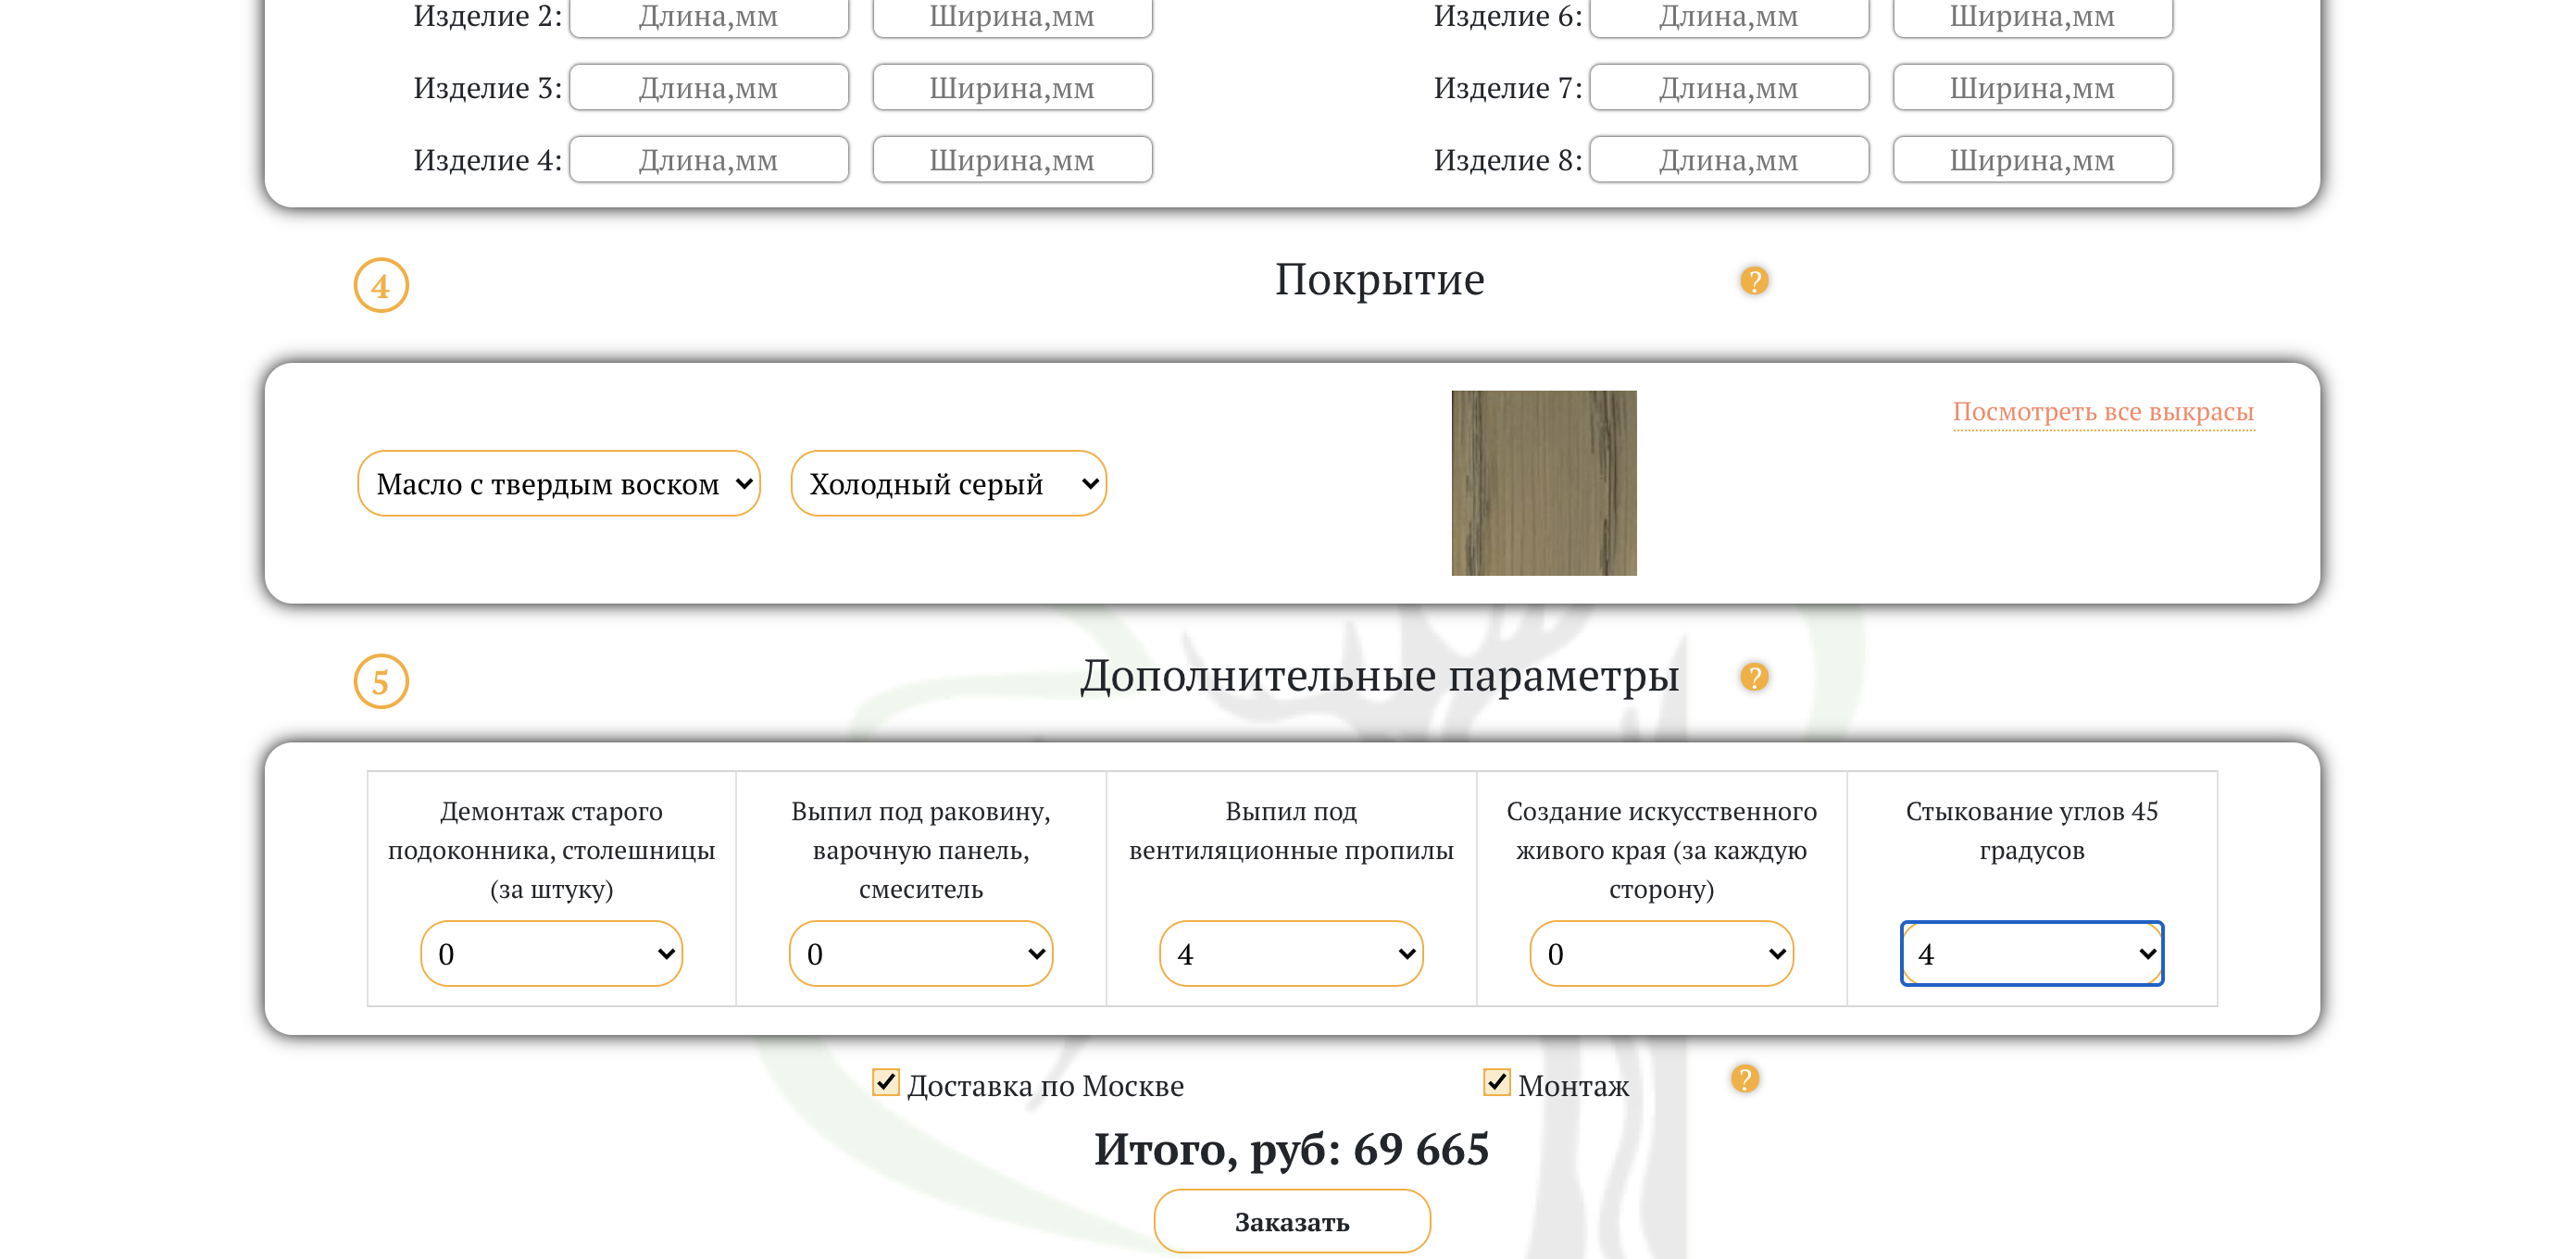 Изделие 2: Длина,мм Ширина,мм Изделие 6: Длина,мм Ширина,мм
Изделие 3: Длина,мм Ширина,мм Изделие 7: Длина,мм Ширина,мм
Изделие 4: Длина,мм Ширина,мм Изделие 8: Длина,мм Ширина,мм
4 Покрытие ?
Посмотреть все выкрасы
Масло с твердым воском Холодный серый
5 Дополнительные параметры ?
Демонтаж старого
подоконника, столешницы
(за штуку)
0
Выпил под раковину,
варочную панель,
смеситель
0
Выпил под
вентиляционные пропилы
4
Создание искусственного
живого края (за каждую
сторону)
0
Стыкование углов 45
градусов
4
Доставка по Москве Монтаж ?
Итого, руб: 69 665
Заказать